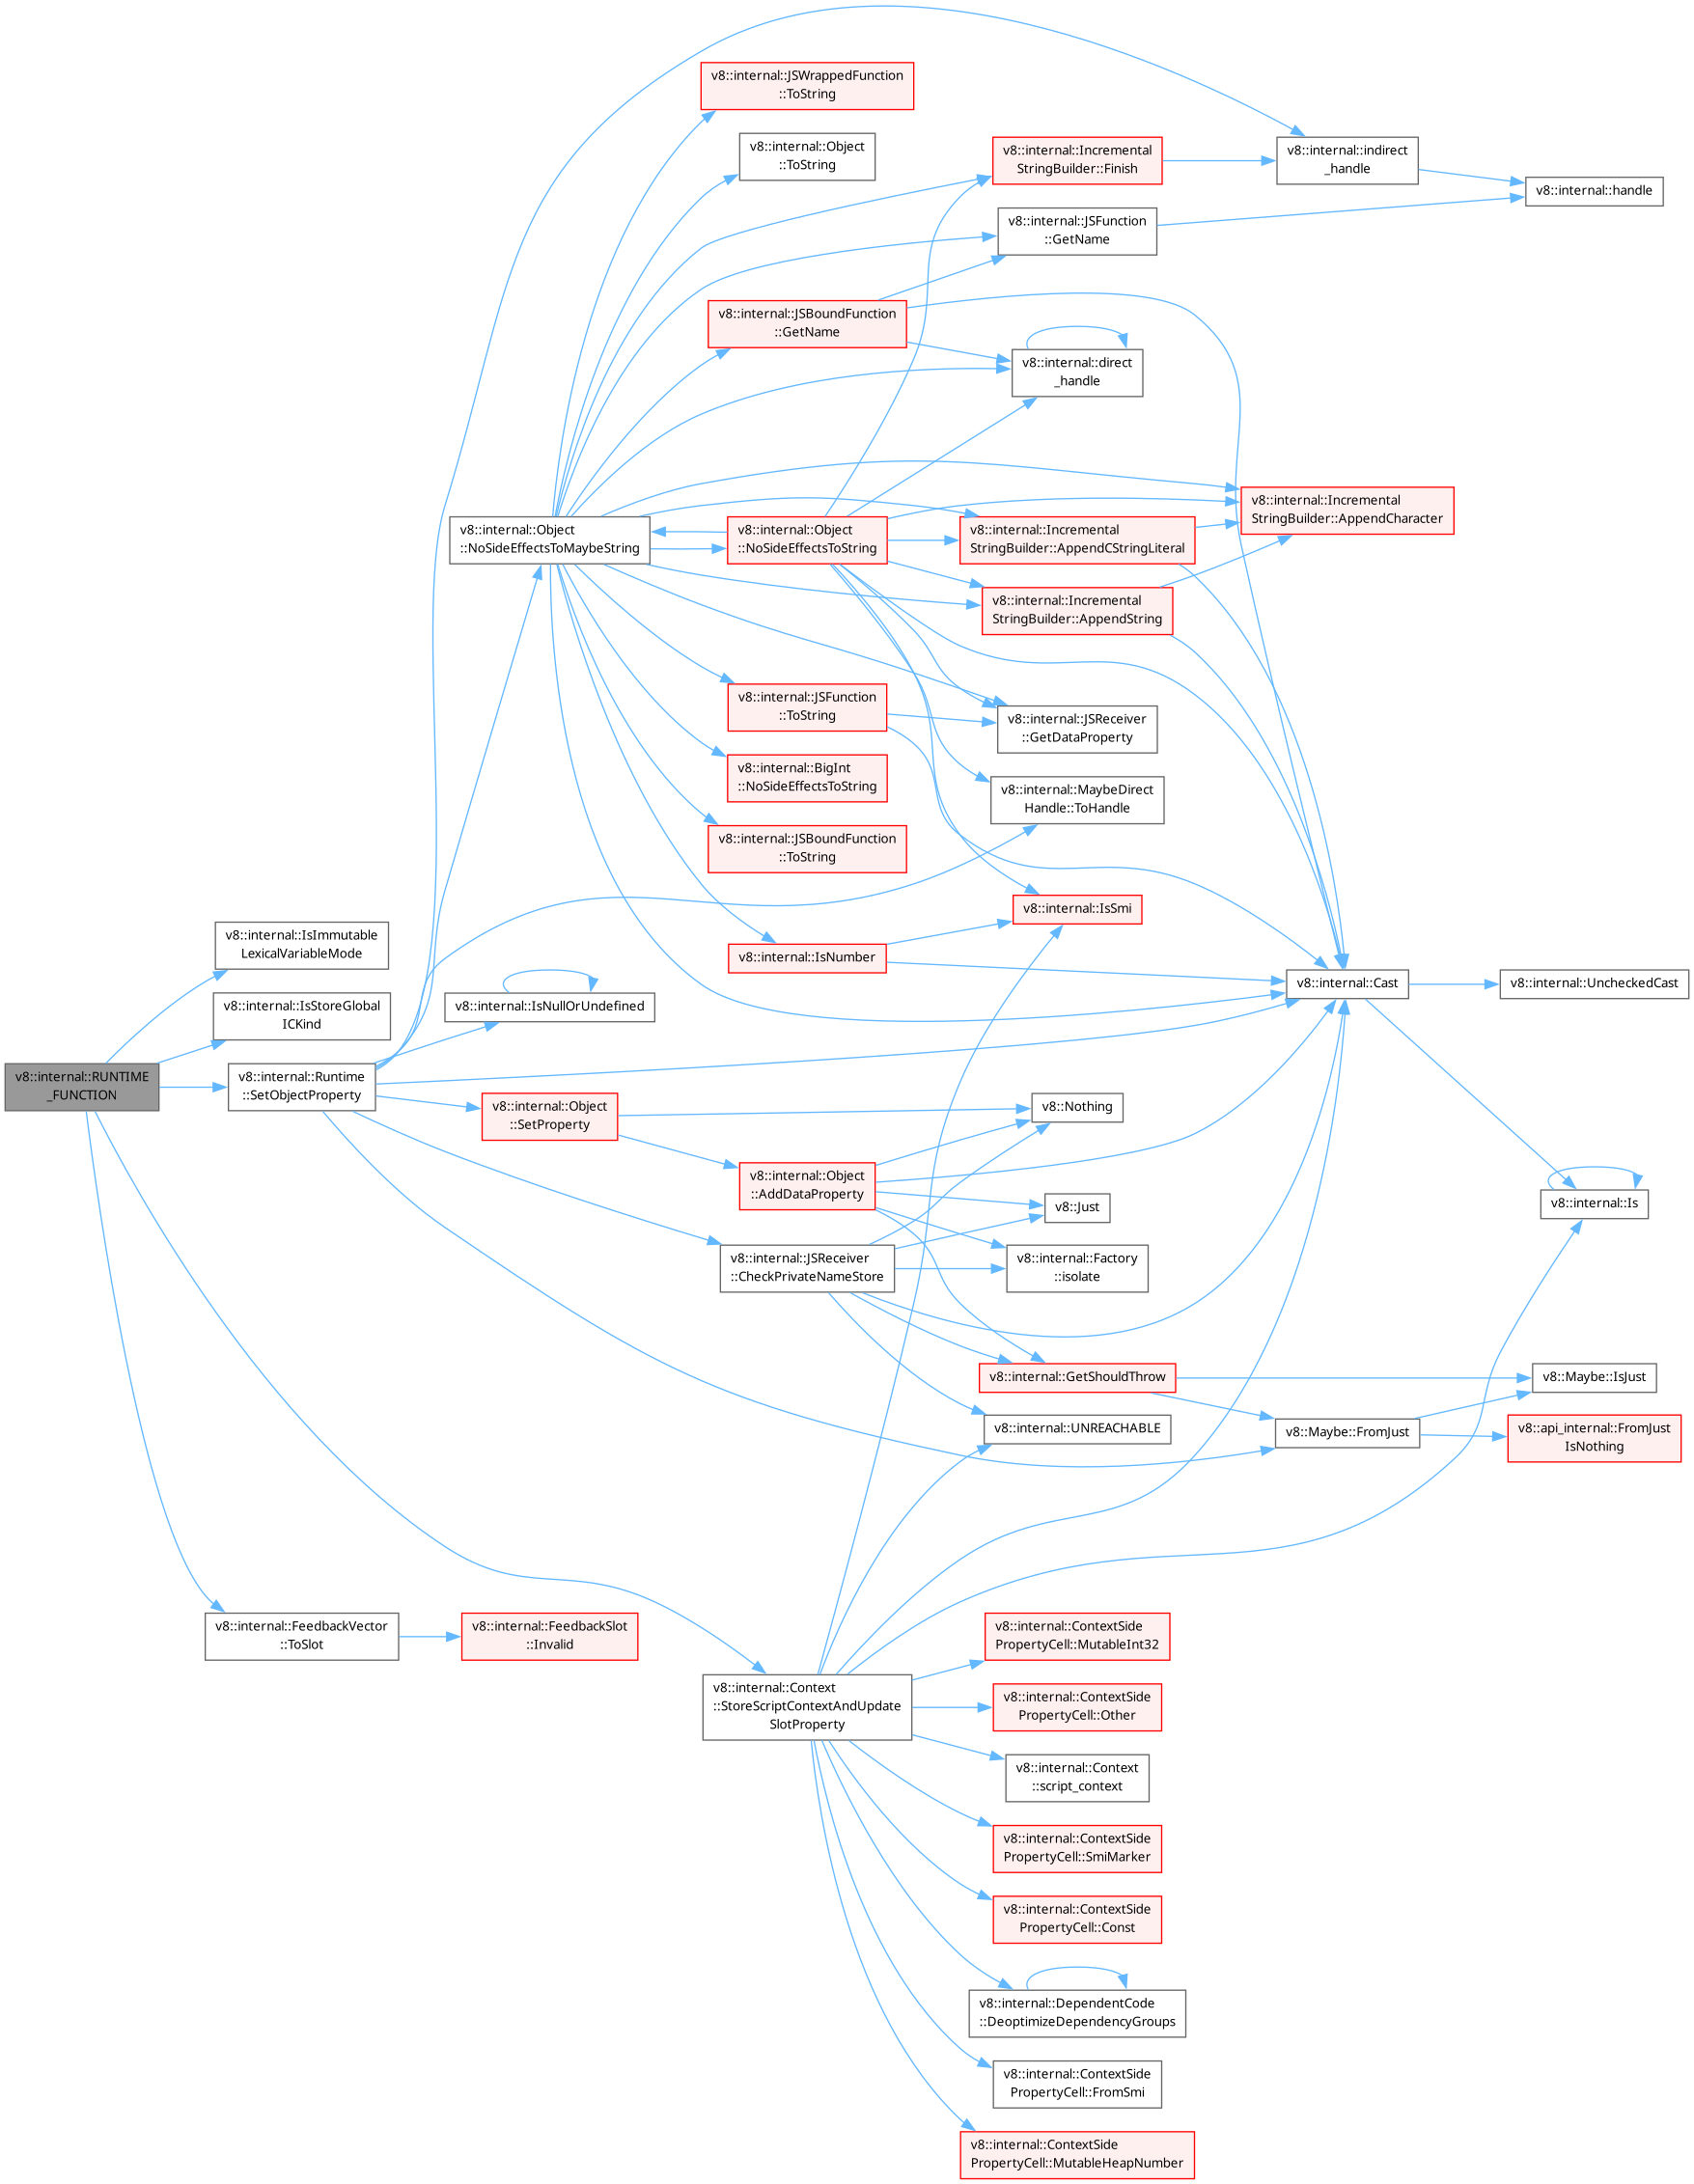 v8::internal::JSWrappedFunction
::ToString
v8::internal::Object
::ToString
v8::internal::Incremental
StringBuilder::Finish
v8::internal::indirect
_handle
v8::internal::handle
v8::internal::JSFunction
::GetName
v8::internal::JSBoundFunction
::GetName
v8::internal::direct
_handle
v8::internal::Incremental
StringBuilder::AppendCharacter
v8::internal::Object
::NoSideEffectsToMaybeString
v8::internal::Object
::NoSideEffectsToString
v8::internal::Incremental
StringBuilder::AppendCStringLiteral
v8::internal::Incremental
StringBuilder::AppendString
v8::internal::JSFunction
::ToString
v8::internal::JSReceiver
::GetDataProperty
v8::internal::BigInt
::NoSideEffectsToString
v8::internal::MaybeDirect
Handle::ToHandle
v8::internal::JSBoundFunction
::ToString
v8::internal::IsSmi
v8::internal::IsImmutable
LexicalVariableMode
v8::internal::IsNumber
v8::internal::Cast
v8::internal::UncheckedCast
v8::internal::IsStoreGlobal
ICKind
v8::internal::IsNullOrUndefined
v8::internal::RUNTIME
_FUNCTION
v8::internal::Runtime
::SetObjectProperty
v8::internal::Object
::SetProperty
v8::Nothing
v8::internal::Object
::AddDataProperty
v8::Just
v8::internal::Is
v8::internal::JSReceiver
::CheckPrivateNameStore
v8::internal::Factory
::isolate
v8::internal::GetShouldThrow
v8::Maybe::IsJust
v8::internal::UNREACHABLE
v8::Maybe::FromJust
v8::api_internal::FromJust
IsNothing
v8::internal::FeedbackVector
::ToSlot
v8::internal::FeedbackSlot
::Invalid
v8::internal::ContextSide
PropertyCell::MutableInt32
v8::internal::Context
::StoreScriptContextAndUpdate
SlotProperty
v8::internal::ContextSide
PropertyCell::Other
v8::internal::Context
::script_context
v8::internal::ContextSide
PropertyCell::SmiMarker
v8::internal::ContextSide
PropertyCell::Const
v8::internal::DependentCode
::DeoptimizeDependencyGroups
v8::internal::ContextSide
PropertyCell::FromSmi
v8::internal::ContextSide
PropertyCell::MutableHeapNumber